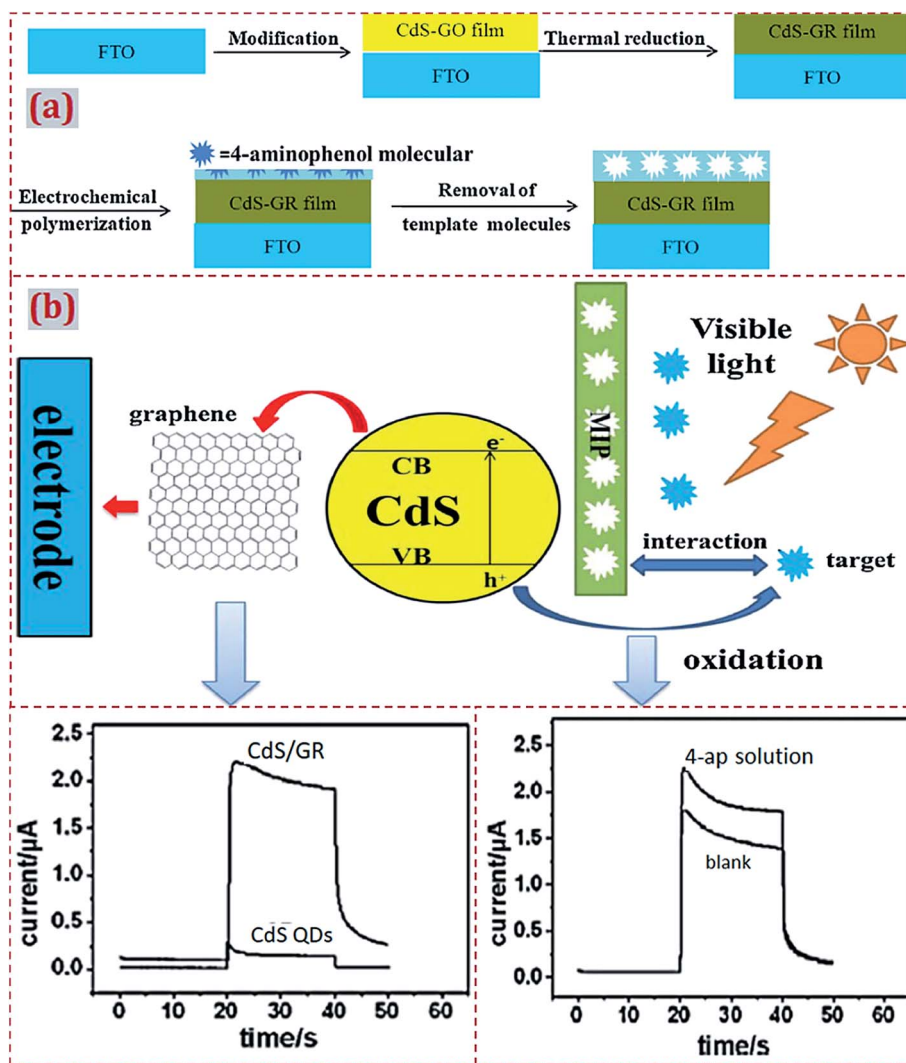 FTO
Modification
CdS-GO film
FTO
Thermal reduction
CdS-GR film
FTO
(a)
Electrochemical
polymerization
=4-aminophenol molecular
CdS-GR film
FTO
Removal of
template molecules
CdS-GR film
FTO
(b)
electrode
graphene
e-
CB
CdS
VB
h+
MIP
Visible
light
interaction
target
oxidation
current/μA
2.5
2.0
1.5
1.0
0.5
0.0
CdS/GR
CdS QDs
0 10 20 30 40 50 60
time/s
current/μA
2.5
2.0
1.5
1.0
0.5
0.0
4-ap solution
blank
0 10 20 30 40 50 60
time/s